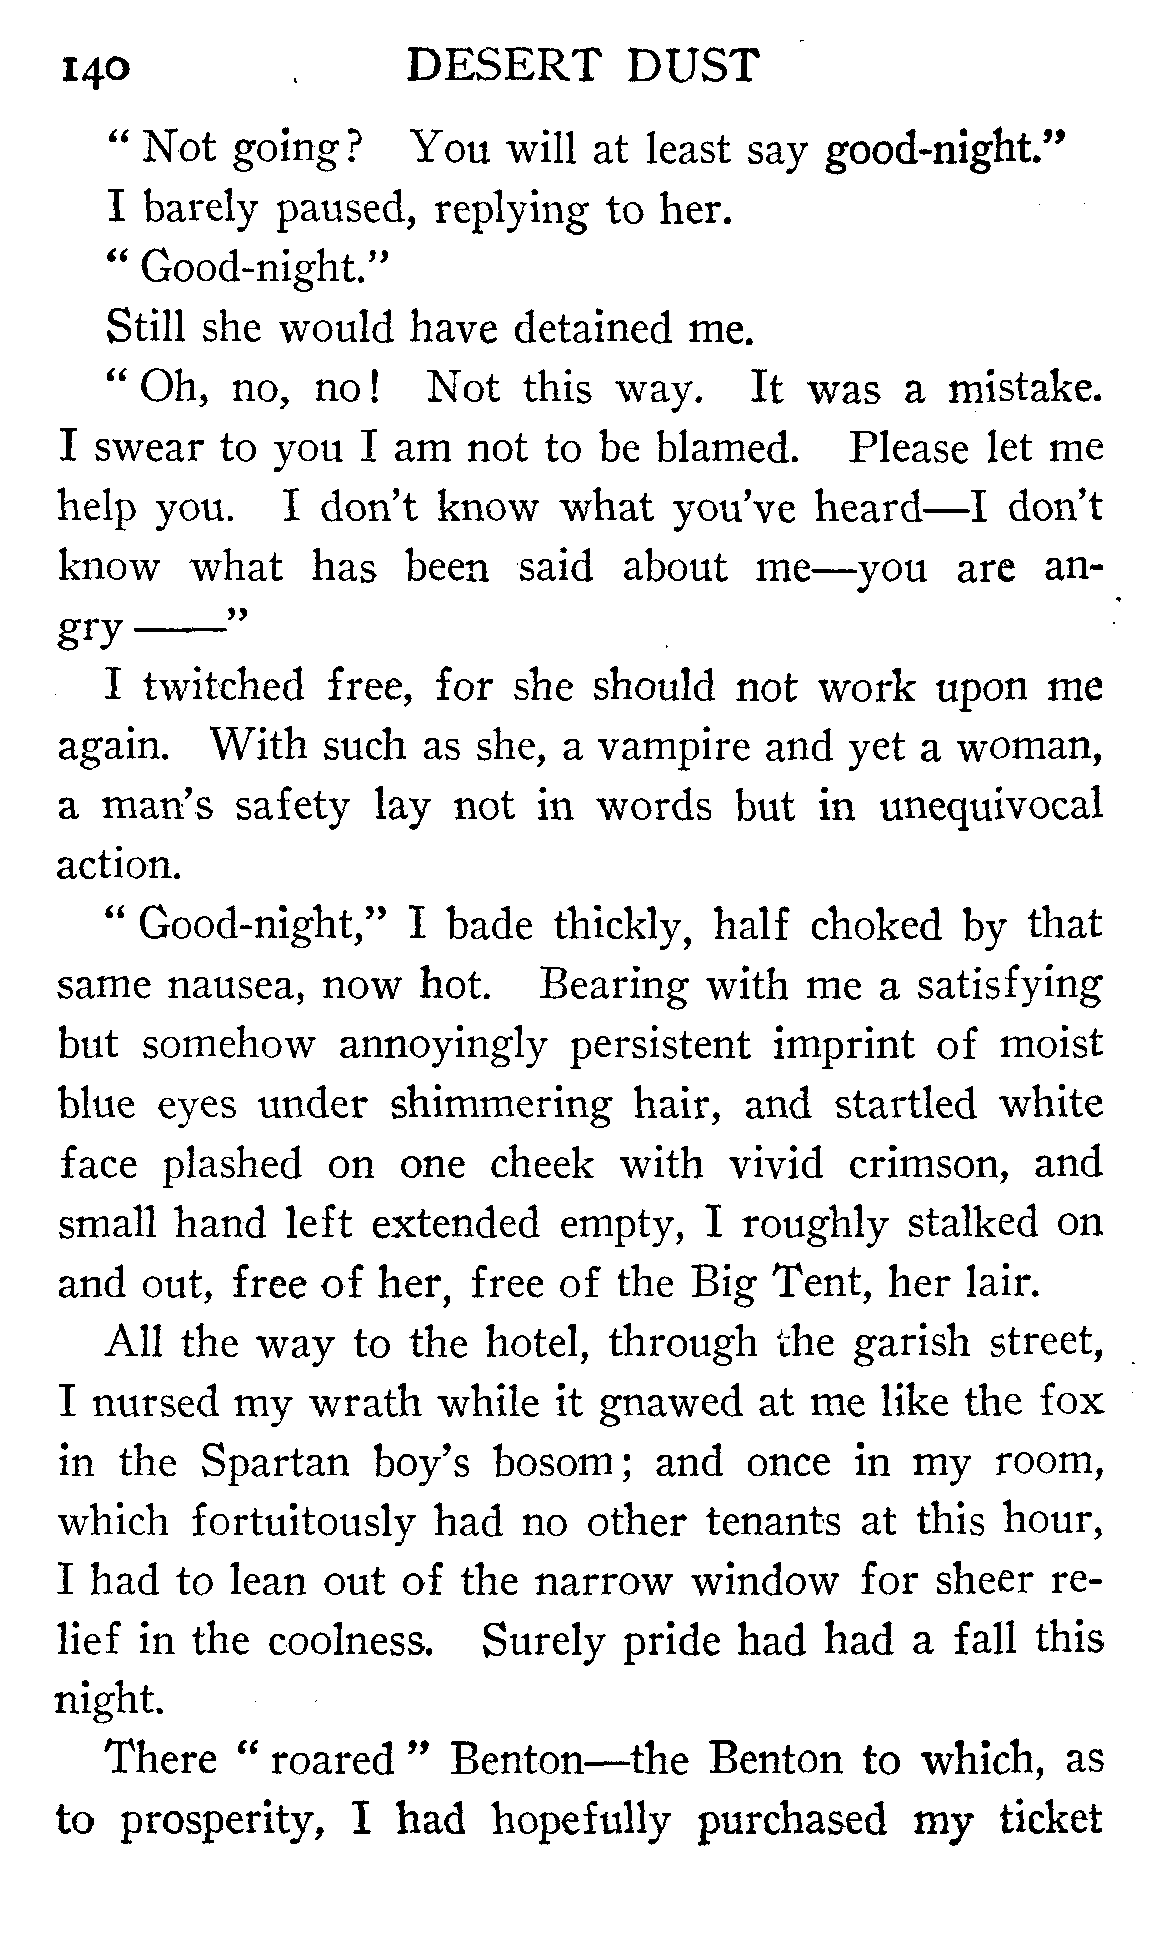 140 DESERT DUST
" Not going? You will at least say good-night."
I barely paused, replying to her.
" Good-night."
Still she would have detained me.
" Oh, no, no! Not this way. It was a mistake.
I swear to you I am not to be blamed. Please let me
help you. I don't know what you've heard—I don't
know what has been said about me—you are an-
gry ——"
I twitched free, for she should not work upon me
again. With such as she, a vampire and yet a woman,
a man's safety lay not in words but in unequivocal
action.
" Good-night," I bade thickly, half choked by that
same nausea, now hot. Bearing with me a satisfying
but somehow annoyingly persistent imprint of moist
blue eyes under shimmering hair, and startled white
face plashed on one cheek with vivid crimson, and
small hand left extended empty, I roughly stalked on
and out, free of her, free of the Big Tent, her lair.
All the way to the hotel, through the garish street,
I nursed my wrath while it gnawed at me like the fox
in the Spartan boy's bosom; and once in my room,
which fortuitously had no other tenants at this hour,
I had to lean out of the narrow window for sheer re-
lief in the coolness. Surely pride had had a fall this
night.
There " roared " Benton—the Benton to which, as
to prosperity, I had hopefully purchased my ticket